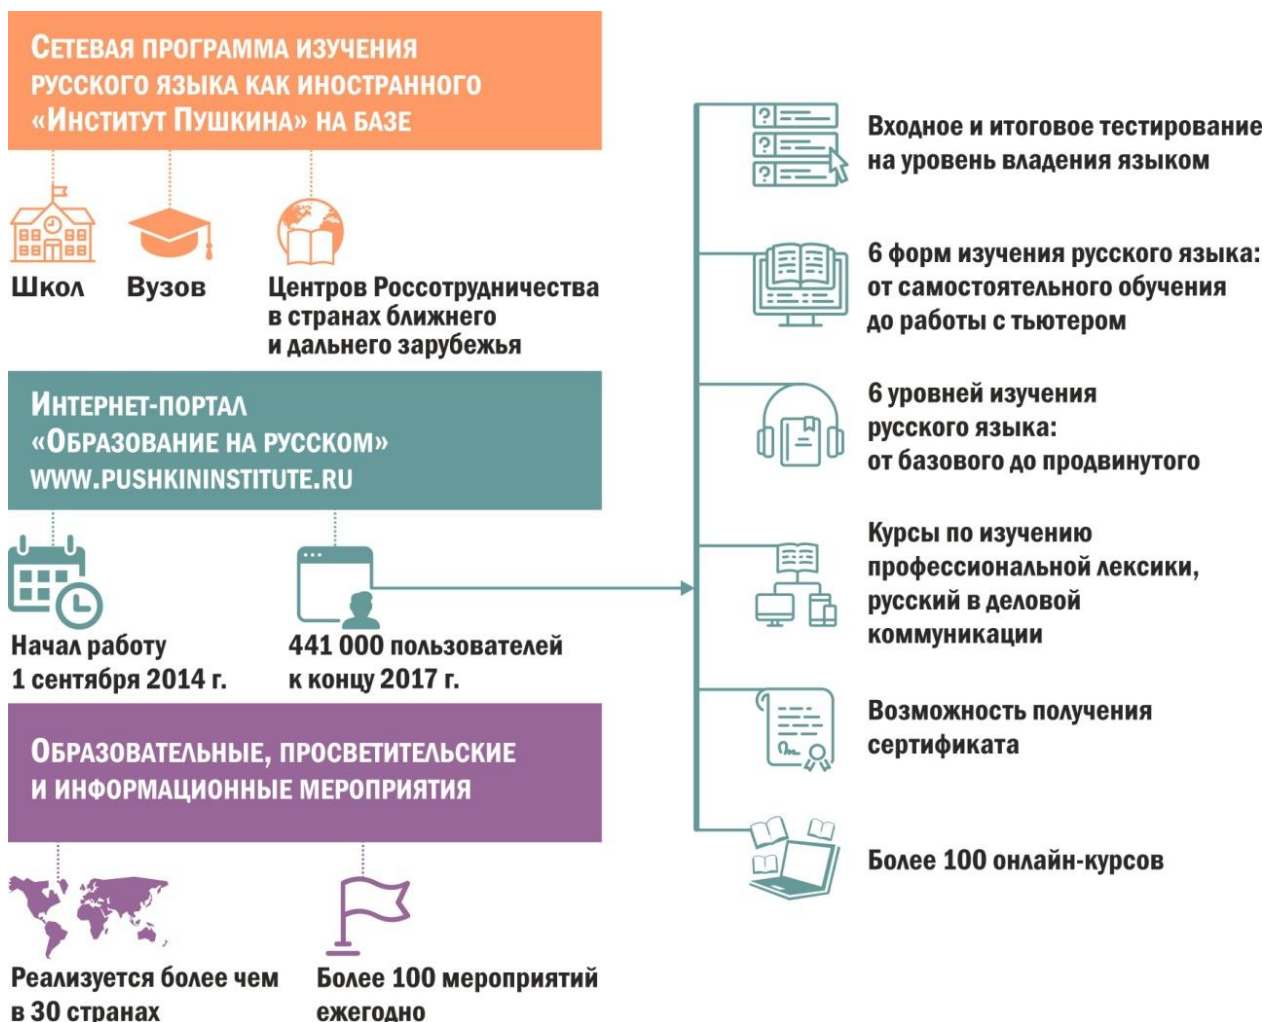 Сетевая программа изучения
русского языка как иностранного
«Институт Пушкина» на базе
Школ
Вузов
Центров Россотрудничества
в странах ближнего
и дальнего зарубежья
Интернет-портал
«Образование на русском»
www.pushkininstitute.ru
Начал работу
1 сентября 2014 г.
441 000 пользователей
к концу 2017 г.
Образовательные, просветительские
и информационные мероприятия
Реализуется более чем
в 30 странах
Более 100 мероприятий
ежегодно
Входное и итоговое тестирование
на уровень владения языком
6 форм изучения русского языка:
от самостоятельного обучения
до работы с тьютером
6 уровней изучения
русского языка:
от базового до продвинутого
Курсы по изучению
профессиональной лексики,
русский в деловой
коммуникации
Возможность получения
сертификата
Более 100 онлайн-курсов